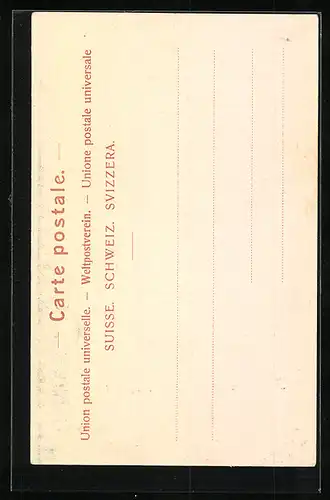 — Carte postale. —
Union postale universelle. — Weltpostverein. — Unione postale universale
SUISSE. SCHWEIZ. SVIZZERA.